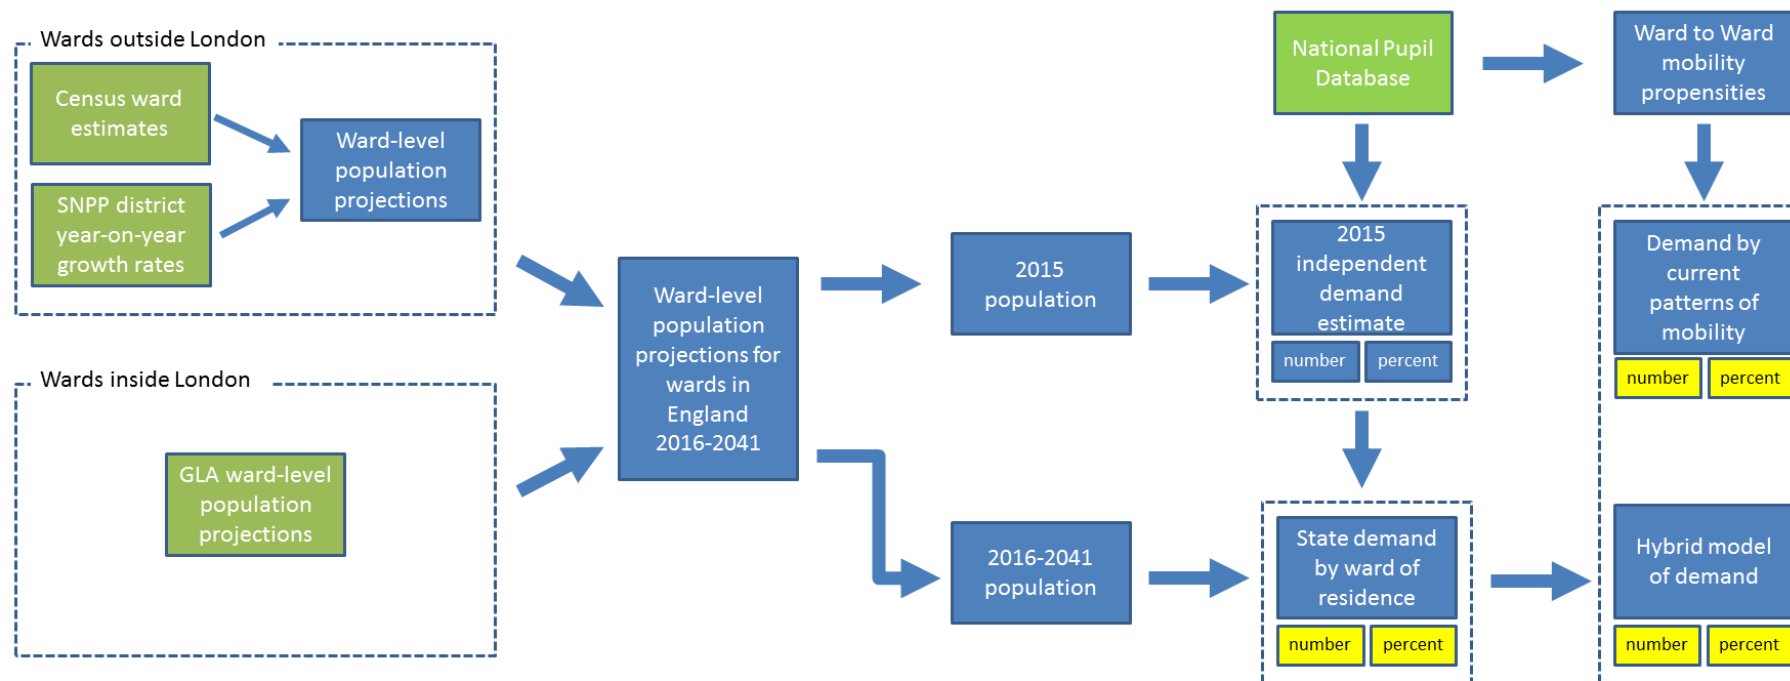 Wards outside London
Census ward
estimates
SNPP district
year-on-year
growth rates
Ward-level
population
projections
Wards inside London
GLA ward-level
population
projections
Ward-level
population
projections for
wards in
England
2016-2041
2015
population
2016-2041
population
National Pupil
Database
2015
independent
demand
estimate
number percent
State demand
by ward of
residence
number percent
Ward to Ward
mobility
propensities
Demand by
current
patterns of
mobility
number percent
Hybrid model
of demand
number percent